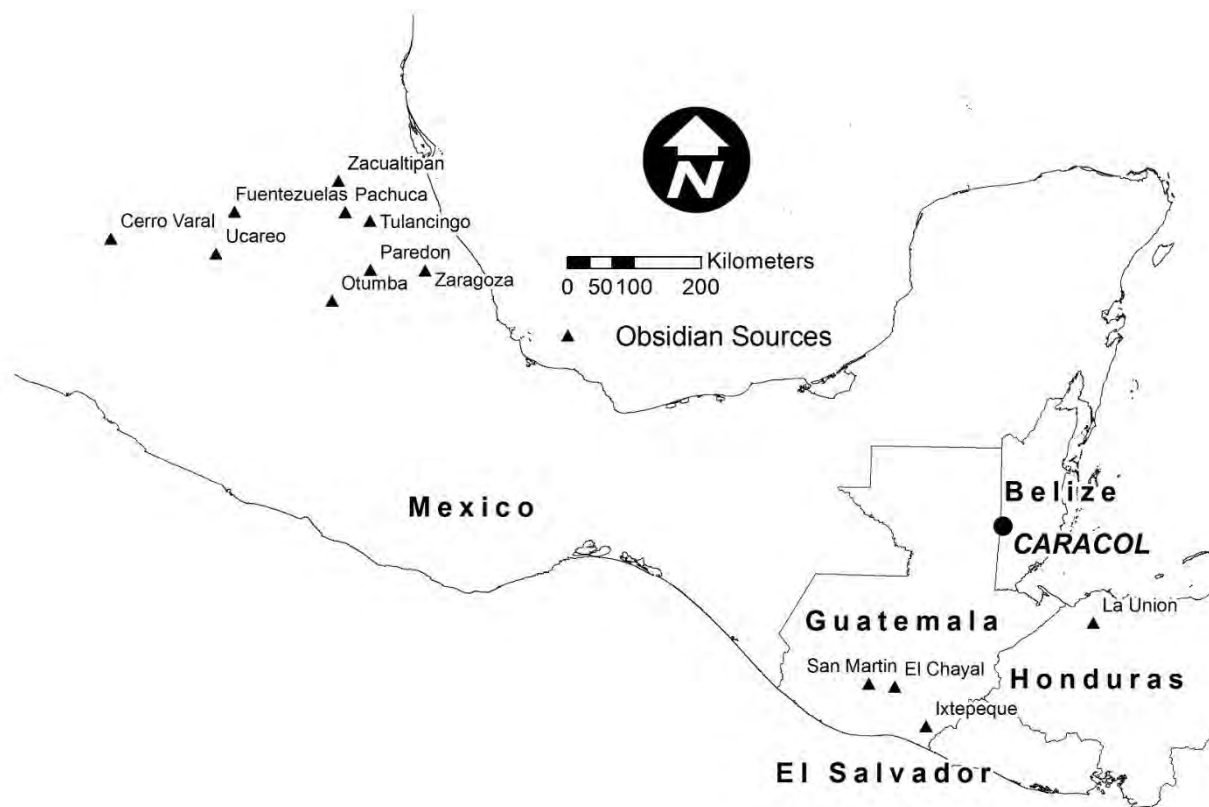 Zacualtipan
Fuentezuelas
Pachuca
Cerro Varal
Tulancingo
Ucareo
Paredon
Otumba
Zaragoza
N
Kilometers
0 50 100 200
Obsidian Sources
Mexico
Belize
CARACOL
La Union
Guatemala
San Martin
El Chayal
Honduras
Ixtepeque
El Salvador